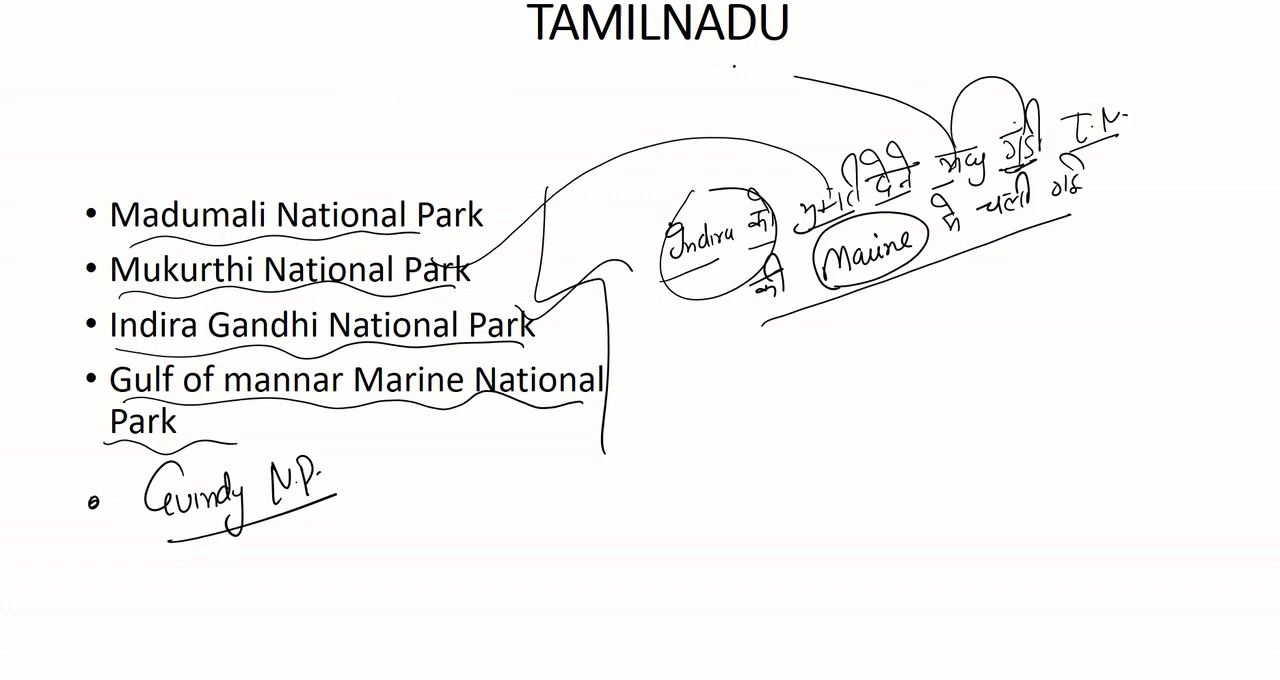 TAMILNADU
• Madumali National Park
• Mukurthi National Park
• Indira Gandhi National Park
• Gulf of mannar Marine National
Park
• Guindy N.P.
Indira को देने T.N.
की Marine में चली गई